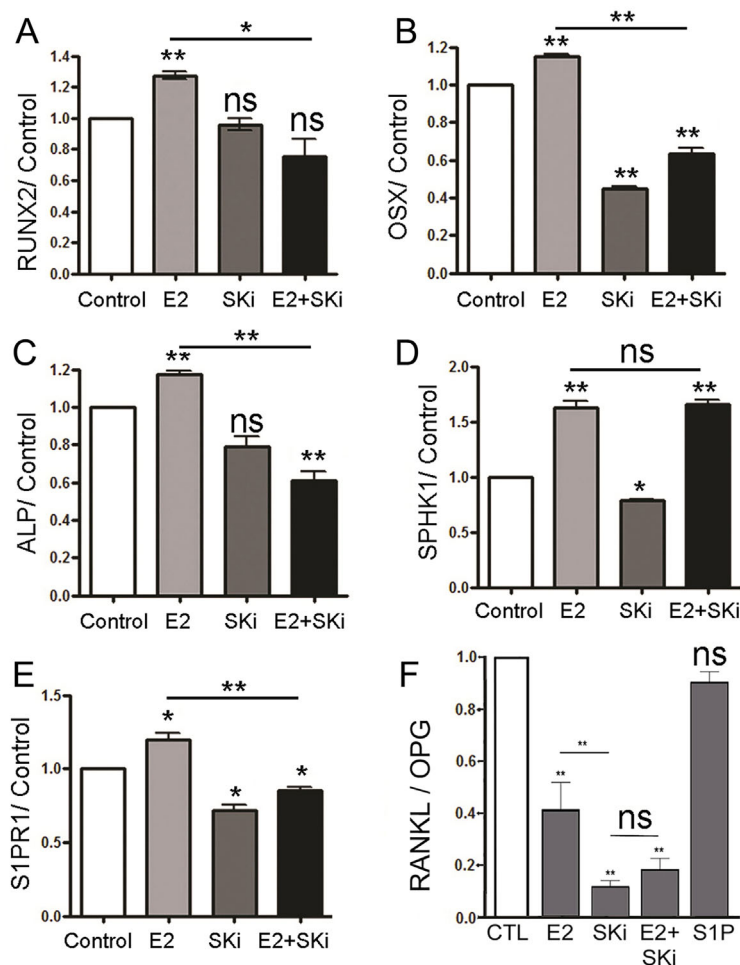 A
RUNX2/ Control
1.4
1.2
1.0
0.8
0.6
0.4
0.2
0.0
**
ns
ns
*
Control E2 SKi E2+SKi
B
OSX/ Control
1.2
1.0
0.8
0.6
0.4
0.2
0.0
**
**
**
**
Control E2 SKi E2+SKi
C
ALP/ Control
1.2
1.0
0.8
0.6
0.4
0.2
0.0
**
ns
**
**
Control E2 SKi E2+SKi
D
SPHK1/ Control
2.0
1.5
1.0
0.5
0.0
ns
**
*
**
Control E2 SKi E2+SKi
E
S1PR1/ Control
1.5
1.0
0.5
0.0
**
*
*
*
Control E2 SKi E2+SKi
F
RANKL / OPG
1.0
0.8
0.6
0.4
0.2
0.0
ns
**
**
ns
**
**
CTL E2 SKi E2+ S1P
SKi